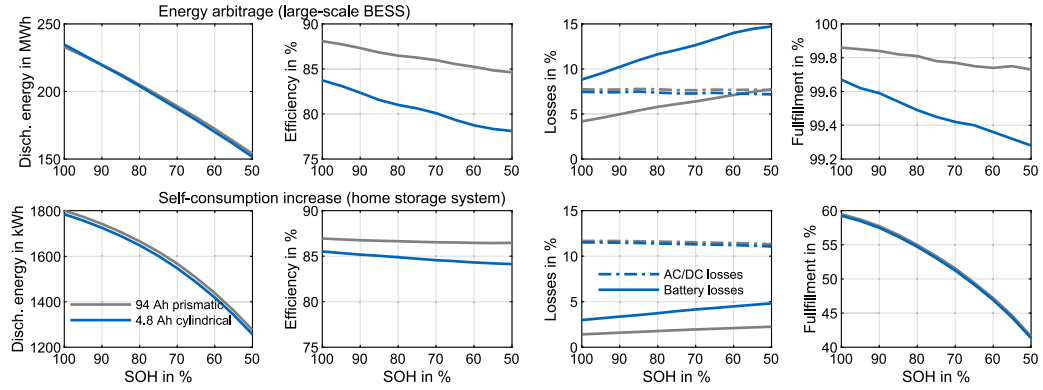 Energy arbitrage (large-scale BESS)
Disch. energy in MWh
250
200
150
100 90 80 70 60 50
Efficiency in %
90
85
80
75
100 90 80 70 60 50
Losses in %
15
10
5
0
100 90 80 70 60 50
Fullfillment in %
100
99.8
99.6
99.4
99.2
100 90 80 70 60 50
Self-consumption increase (home storage system)
Disch. energy in kWh
1800
1600
1400
1200
94 Ah prismatic
4.8 Ah cylindrical
100 90 80 70 60 50
SOH in %
Efficiency in %
90
85
80
75
100 90 80 70 60 50
SOH in %
Losses in %
15
10
5
0
AC/DC losses
Battery losses
100 90 80 70 60 50
SOH in %
Fullfillment in %
60
55
50
45
40
100 90 80 70 60 50
SOH in %